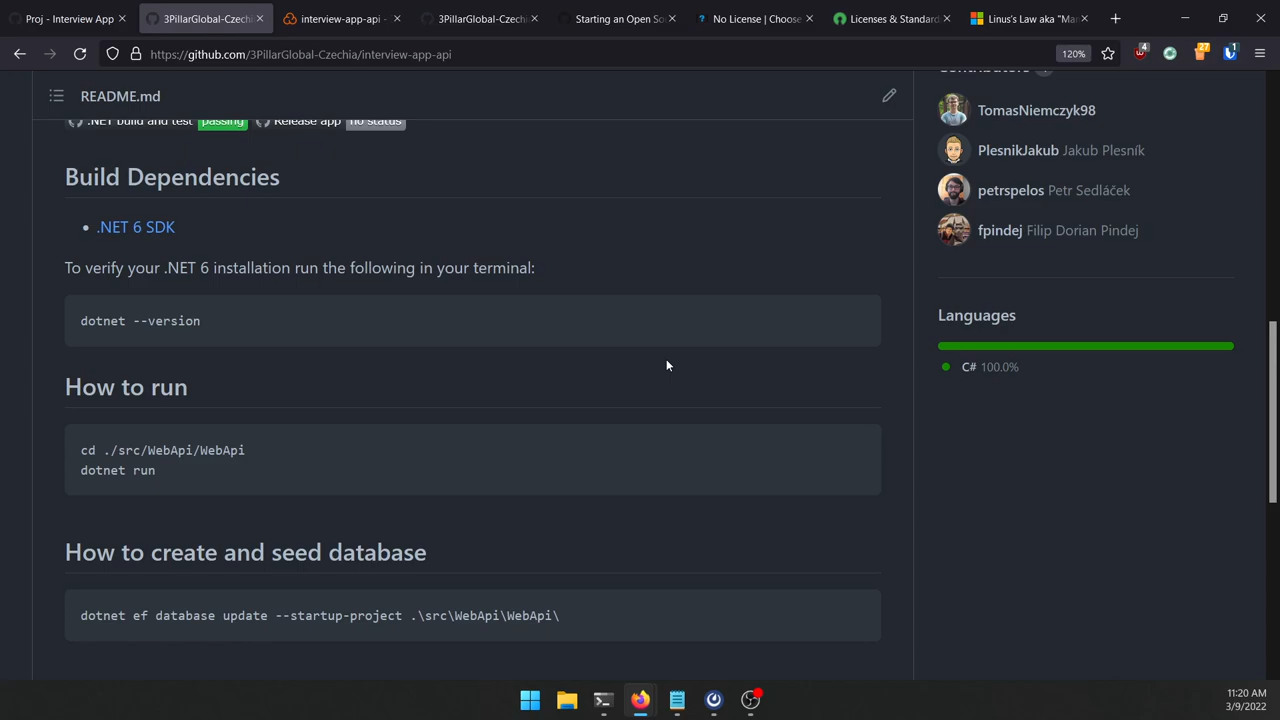 Proj - Interview App
3PillarGlobal-Czechi
interview-app-api -
3PillarGlobal-Czechi
Starting an Open So
No License | Choose
Licenses & Standard
Linus's Law aka "Mar
https://github.com/3PillarGlobal-Czechia/interview-app-api
120%
4
27
1
README.md
.NET build and test passing Release app no status
Build Dependencies
.NET 6 SDK
To verify your .NET 6 installation run the following in your terminal:
dotnet --version
How to run
cd ./src/WebApi/WebApi
dotnet run
How to create and seed database
dotnet ef database update --startup-project .\src\WebApi\WebApi\
Contributors
TomasNiemczyk98
PlesnikJakub Jakub Plesník
petrspelos Petr Sedláček
fpindej Filip Dorian Pindej
Languages
C# 100.0%
11:20 AM
3/9/2022